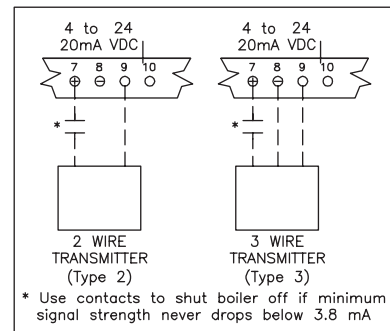 4 to 24
20mA VDC
7 8 9 10
*
2 WIRE
TRANSMITTER
(Type 2)
4 to 24
20mA VDC
7 8 9 10
*
3 WIRE
TRANSMITTER
(Type 3)
* Use contacts to shut boiler off if minimum
signal strength never drops below 3.8 mA